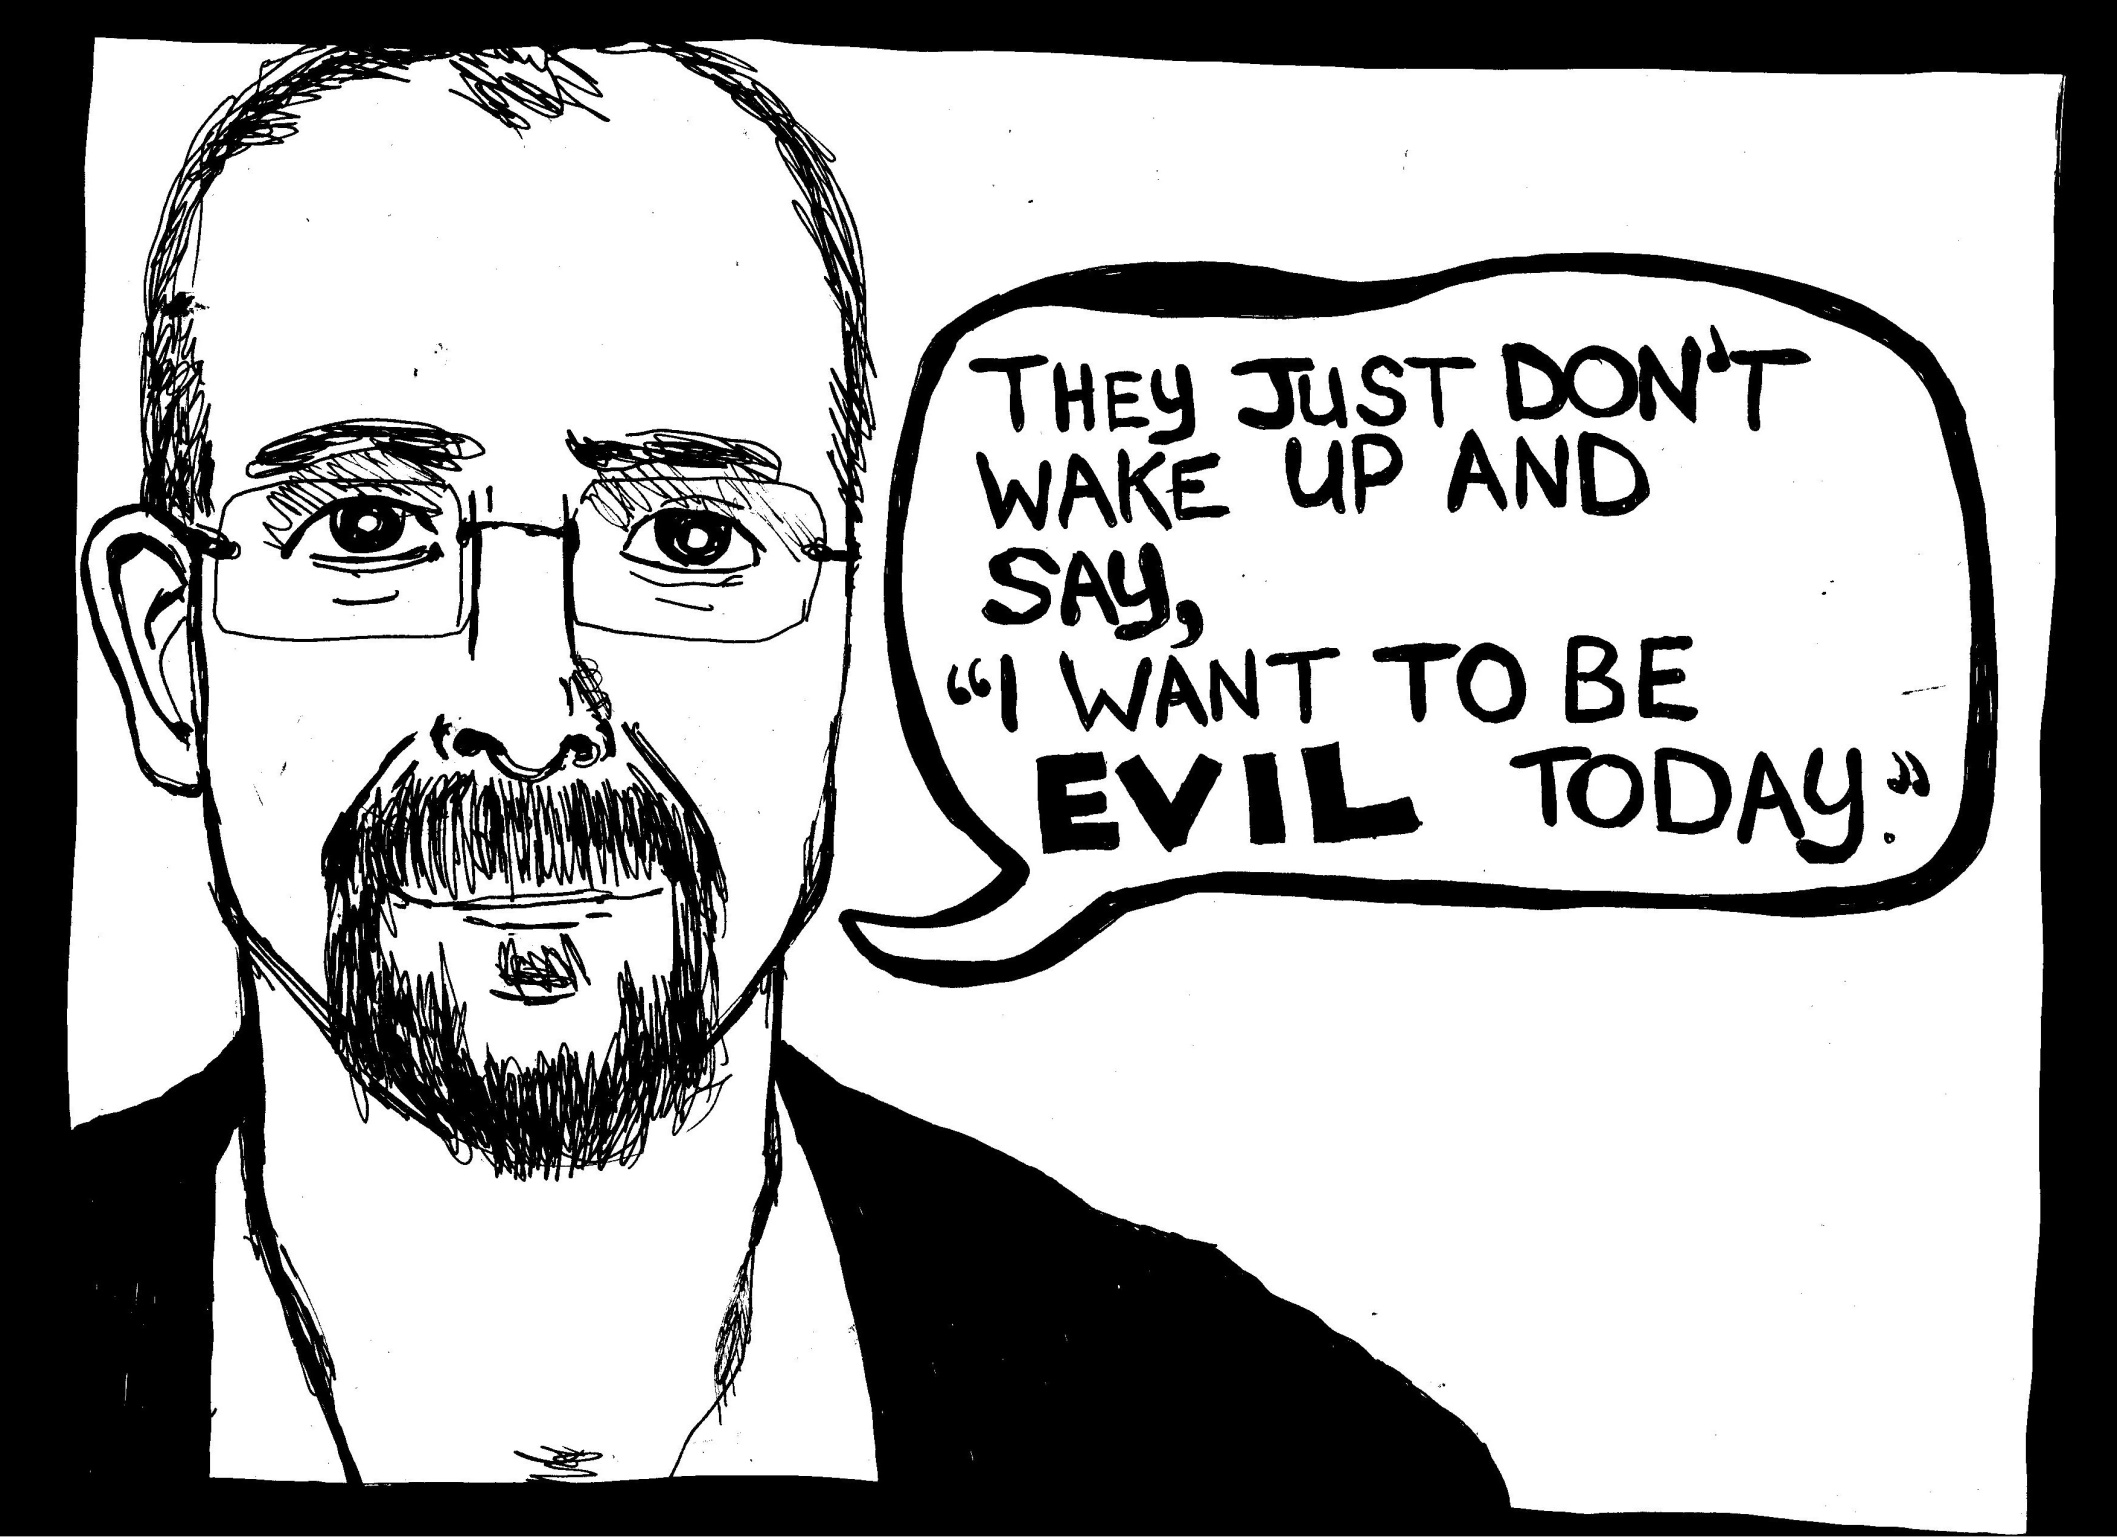 THEY JUST DON'T
WAKE UP AND
SAY,
“I WANT TO BE
EVIL TODAY.”